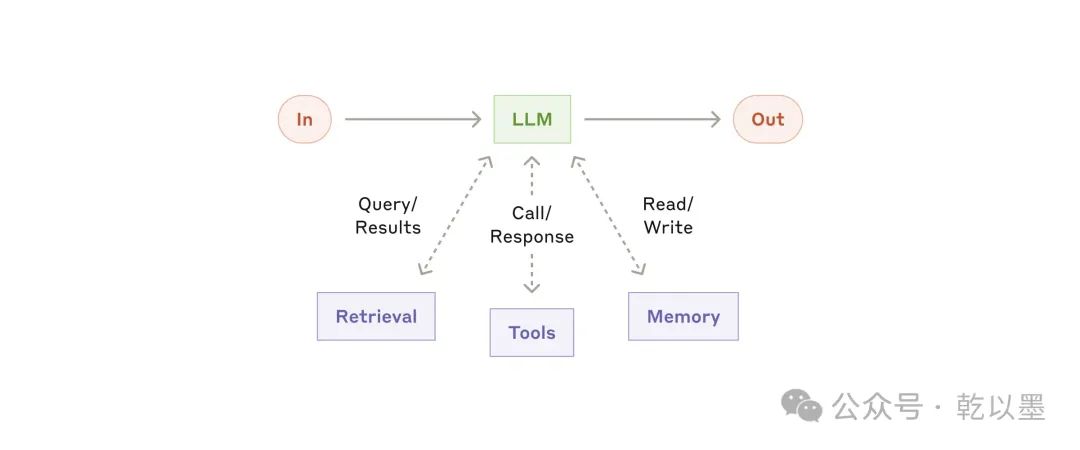 In
LLM
Out
Query/
Results
Call/
Response
Read/
Write
Retrieval
Tools
Memory
公众号 · 乾以墨